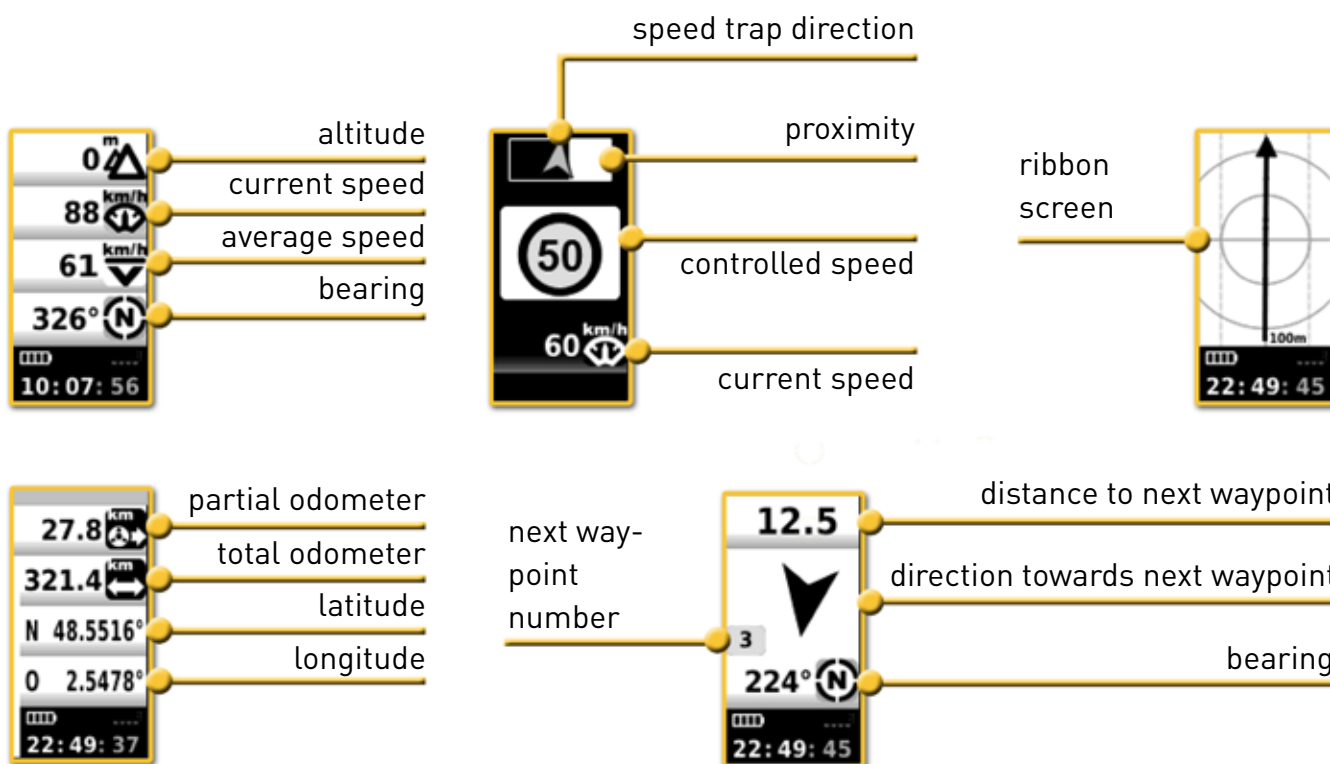 speed trap direction
proximity
controlled speed
current speed
altitude
current speed
average speed
bearing
m
0
km/h
88
km/h
61
326° N
10:07:56
50
km/h
60
ribbon
screen
100m
22:49:45
partial odometer
total odometer
latitude
longitude
km
27.8
km
321.4
N 48.5516°
O 2.5478°
22:49:37
next way-
point
number
12.5
3
224° N
22:49:45
distance to next waypoint
direction towards next waypoint
bearing